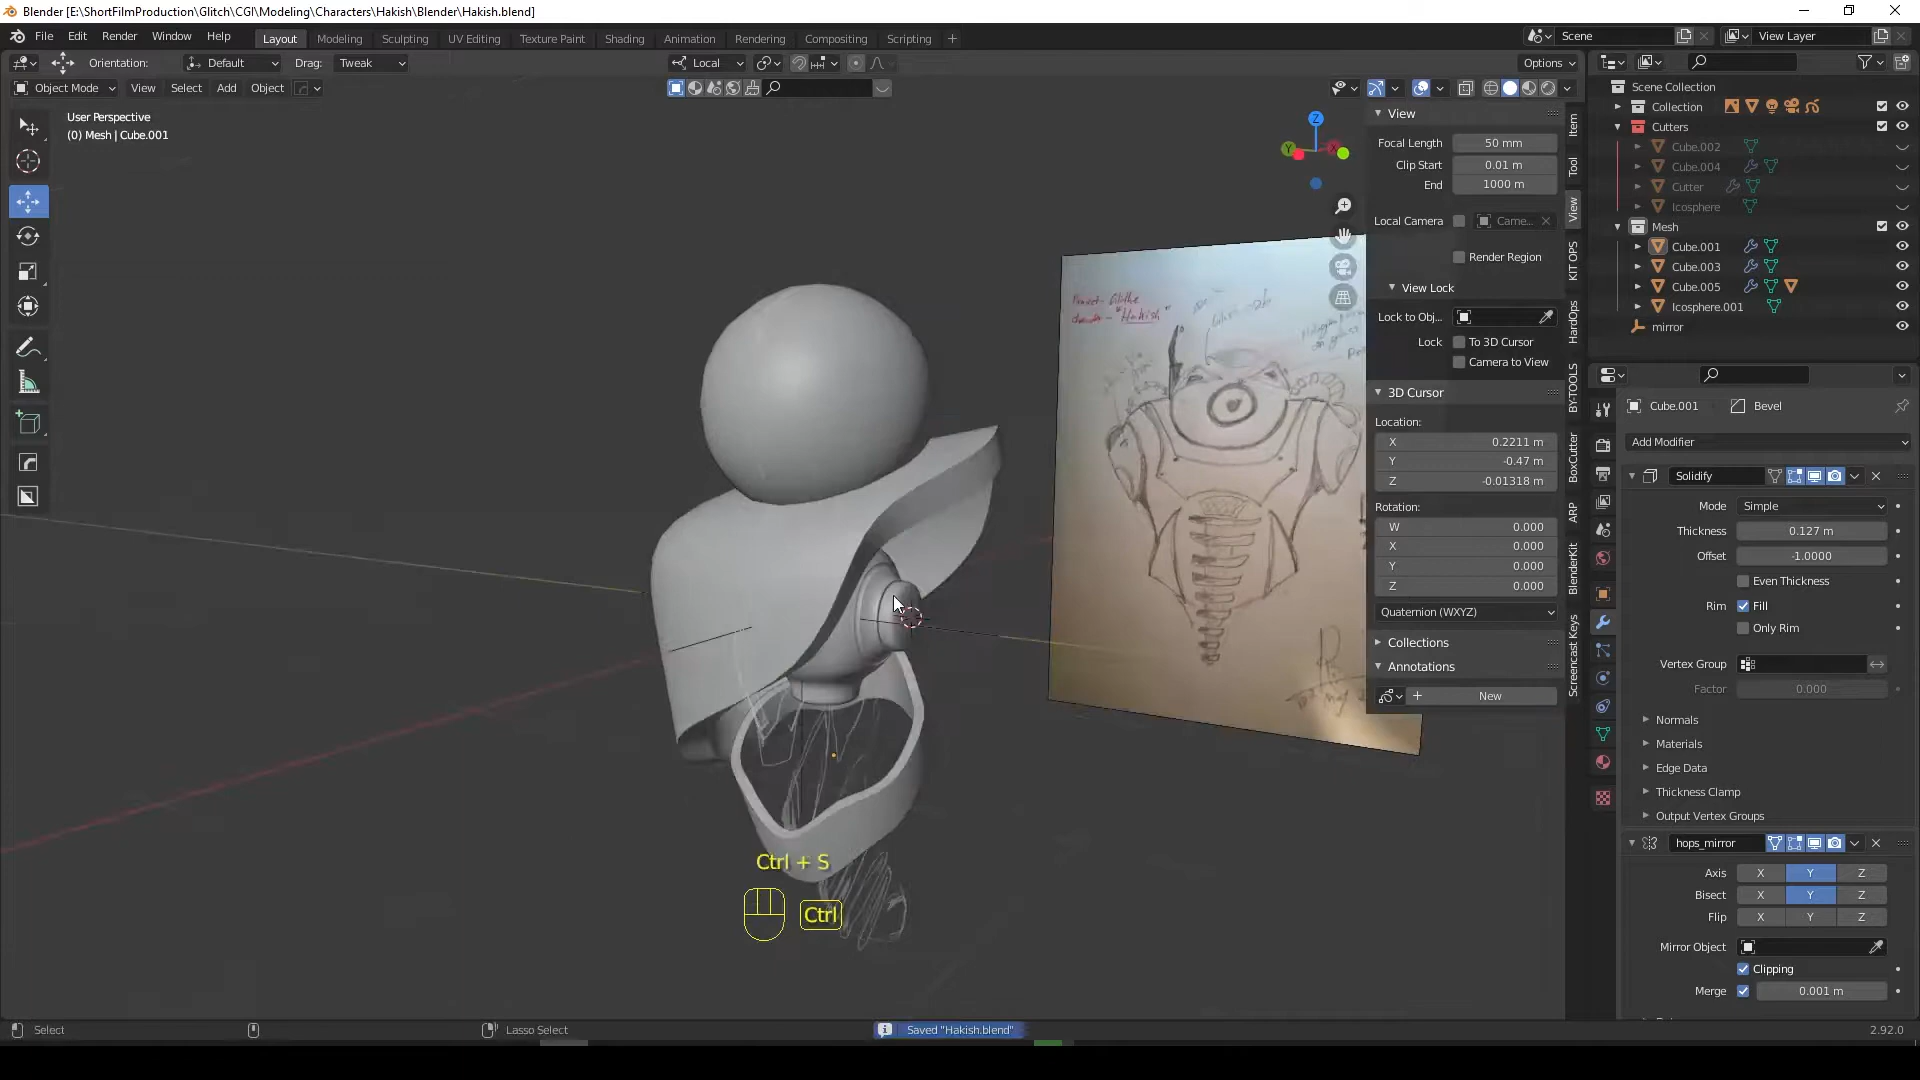 Blender [E:\ShortFilmProduction\Glitch\CGI\Modeling\Characters\Hakish\Blender\Hakish.blend]
File Edit Render Window Help Layout Modeling Sculpting UV Editing Texture Paint Shading Animation Rendering Compositing Scripting + Scene View Layer
Orientation: Default Drag: Tweak Local Options
Object Mode View Select Add Object
User Perspective
(0) Mesh | Cube.001
Z
Y
X
View
Focal Length 50 mm
Clip Start 0.01 m
End 1000 m
Local Camera Came...
Render Region
View Lock
Lock to Obj...
Lock To 3D Cursor
Camera to View
3D Cursor
Location:
X 0.2211 m
Y -0.47 m
Z -0.01318 m
Rotation:
W 0.000
X 0.000
Y 0.000
Z 0.000
Quaternion (WXYZ)
Collections
Annotations
New
Item
Tool
View
KIT OPS
HardOps
BY-TOOLS
BoxCutter
ARP
BlenderKit
Screencast Keys
Scene Collection
Collection
Cutters
Cube.002
Cube.004
Cutter
Icosphere
Mesh
Cube.001
Cube.003
Cube.005
Icosphere.001
mirror
Cube.001 Bevel
Add Modifier
Solidify
Mode Simple
Thickness 0.127 m
Offset -1.0000
Even Thickness
Rim Fill
Only Rim
Vertex Group
Factor 0.000
Normals
Materials
Edge Data
Thickness Clamp
Output Vertex Groups
hops_mirror
Axis X Y Z
Bisect X Y Z
Flip X Y Z
Mirror Object
Clipping
Merge 0.001 m
"Hakish"
Ctrl + S
Ctrl
Select Lasso Select Saved "Hakish.blend" 2.92.0